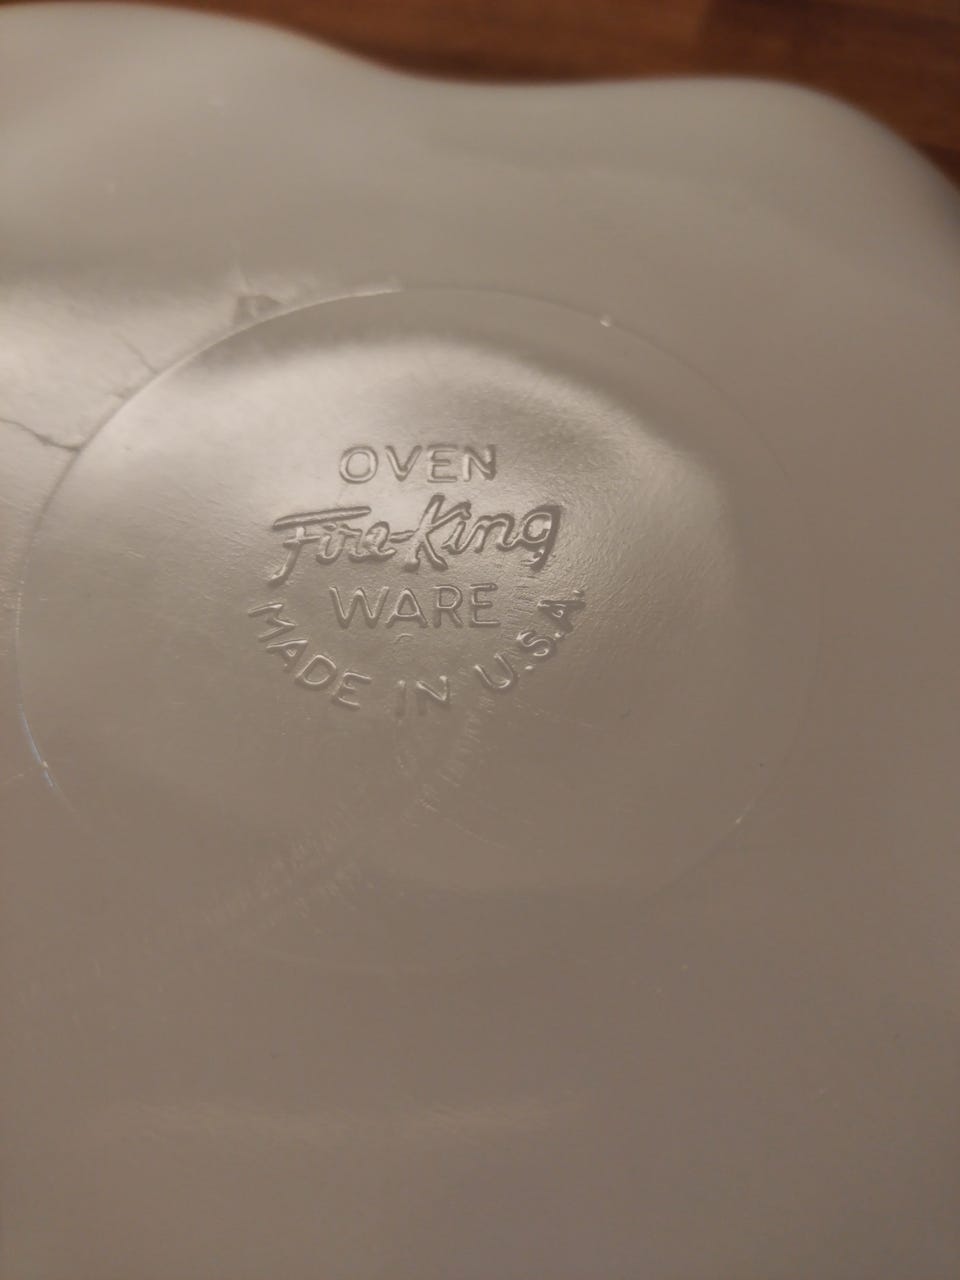 OVEN
Fire-King
WARE
MADE IN U.S.A.